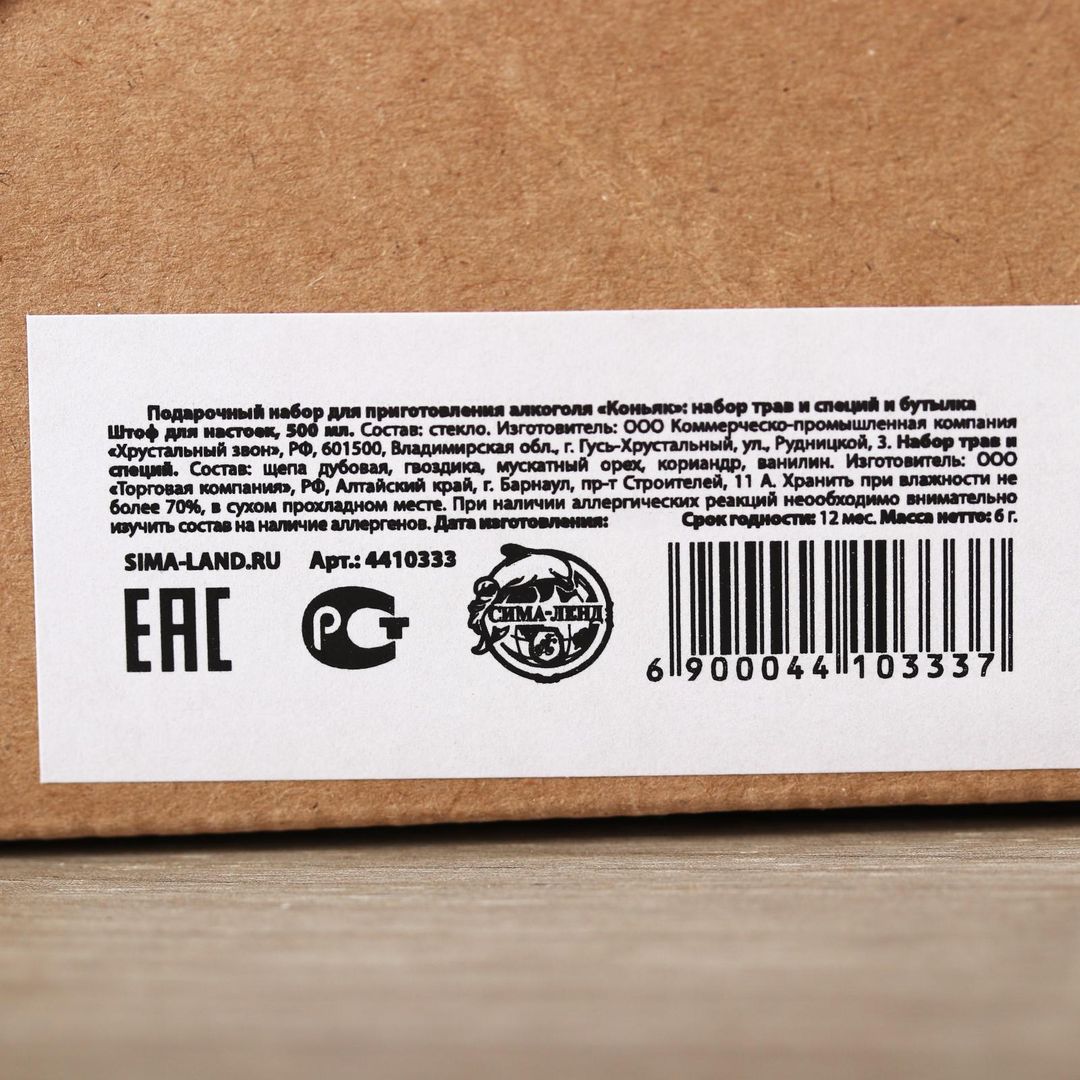 Подарочный набор для приготовления алкоголя «Коньяк»: набор трав и специй и бутылка
Штоф для настоек, 500 мл. Состав: стекло. Изготовитель: ООО Коммерческо-промышленная компания
«Хрустальный звон», РФ, 601500, Владимирская обл., г. Гусь-Хрустальный, ул., Рудницкой, 3. Набор трав и
специй. Состав: щепа дубовая, гвоздика, мускатный орех, кориандр, ванилин. Изготовитель: ООО
«Торговая компания», РФ, Алтайский край, г. Барнаул, пр-т Строителей, 11 А. Хранить при влажности не
более 70%, в сухом прохладном месте. При наличии аллергических реакций неообходимо внимательно
изучить состав на наличие аллергенов. Дата изготовления: Срок годности: 12 мес. Масса нетто: 6 г.
SIMA-LAND.RU Арт.: 4410333
ЕАС РСТ СИМА-ЛЕНД
6 900044 103337